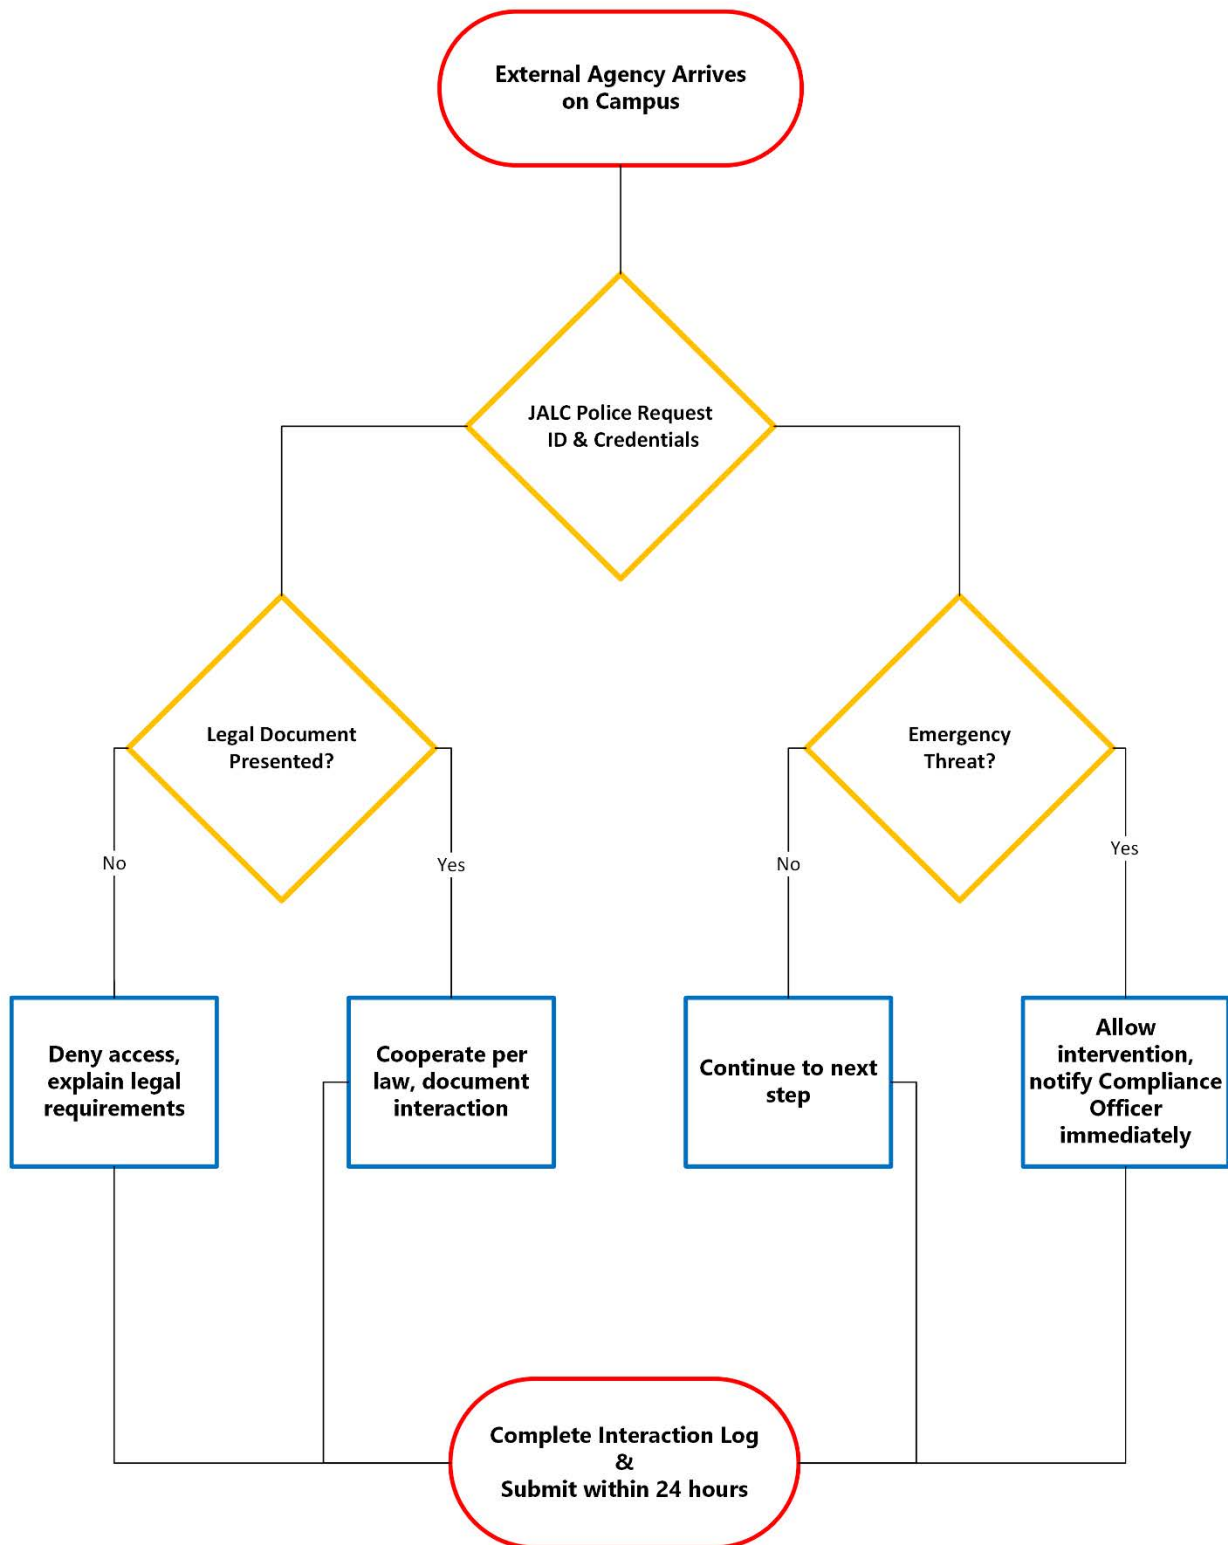 External Agency Arrives
on Campus
JALC Police Request
ID & Credentials
Legal Document
Presented?
Emergency
Threat?
No
Yes
No
Yes
Deny access,
explain legal
requirements
Cooperate per
law, document
interaction
Continue to next
step
Allow
intervention,
notify Compliance
Officer
immediately
Complete Interaction Log
&
Submit within 24 hours